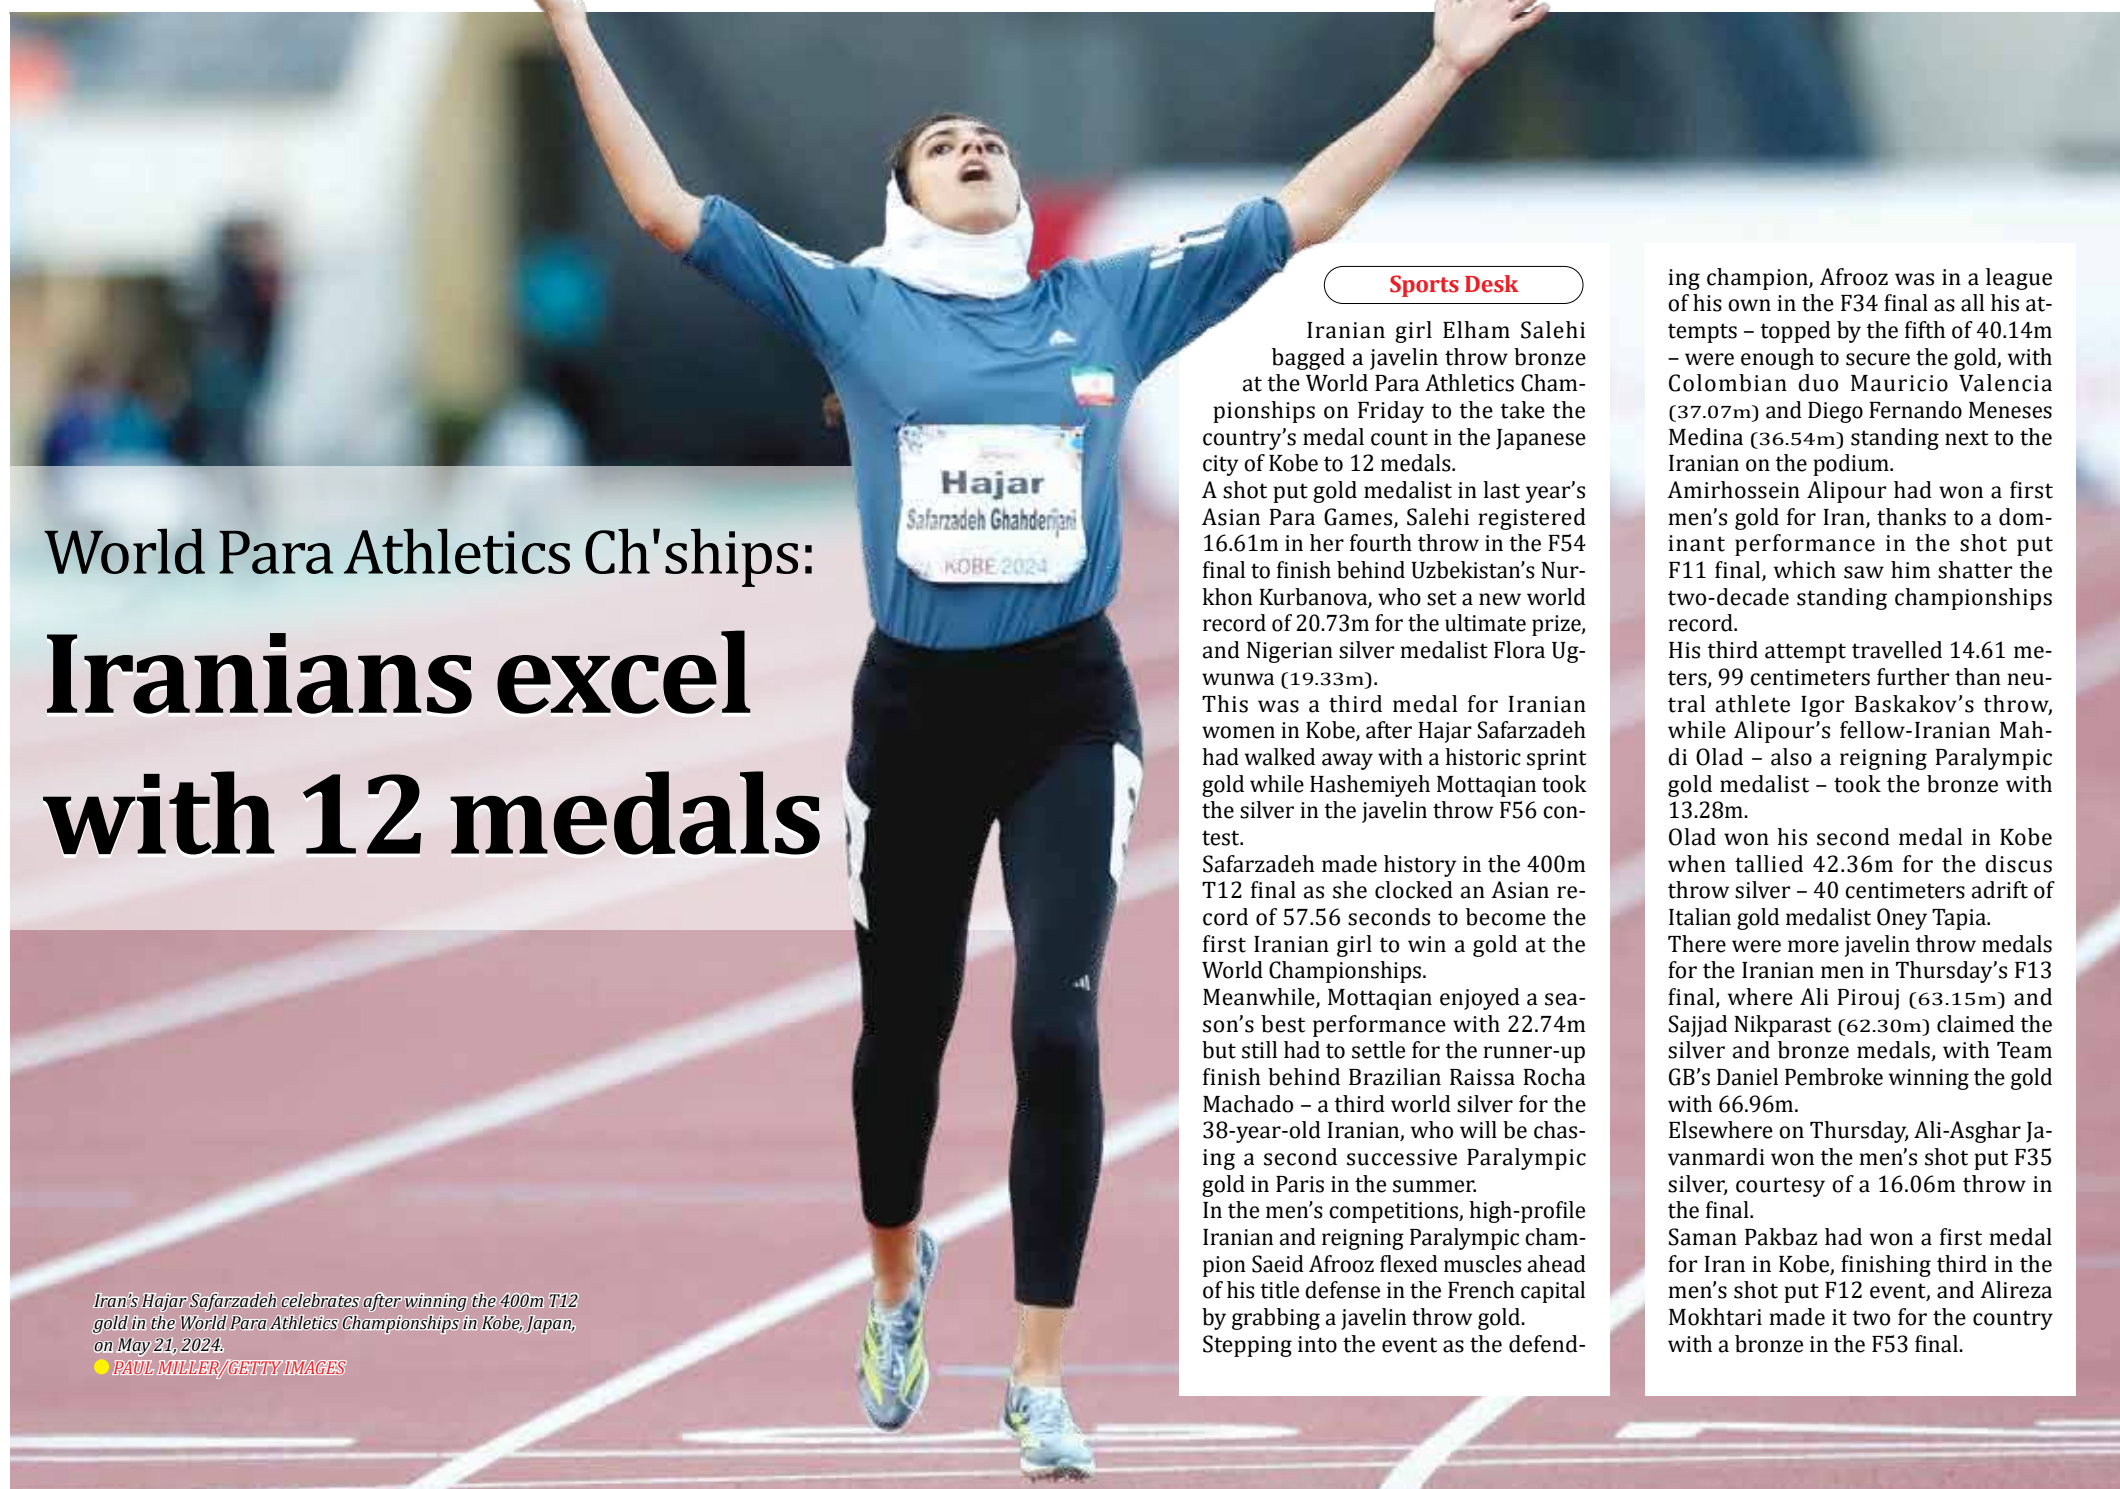 Hajar
Safarzadeh Ghahderijani
KOBE 2024
World Para Athletics Ch'ships:
Iranians excel
with 12 medals
Iran's Hajar Safarzadeh celebrates after winning the 400m T12
gold in the World Para Athletics Championships in Kobe, Japan,
on May 21, 2024.
PAUL MILLER/GETTY IMAGES
Sports Desk
Iranian girl Elham Salehi
bagged a javelin throw bronze
at the World Para Athletics Cham-
pionships on Friday to the take the
country's medal count in the Japanese
city of Kobe to 12 medals.
A shot put gold medalist in last year's
Asian Para Games, Salehi registered
16.61m in her fourth throw in the F54
final to finish behind Uzbekistan's Nur-
khon Kurbanova, who set a new world
record of 20.73m for the ultimate prize,
and Nigerian silver medalist Flora Ug-
wunwa (19.33m).
This was a third medal for Iranian
women in Kobe, after Hajar Safarzadeh
had walked away with a historic sprint
gold while Hashemiyeh Mottaqian took
the silver in the javelin throw F56 con-
test.
Safarzadeh made history in the 400m
T12 final as she clocked an Asian re-
cord of 57.56 seconds to become the
first Iranian girl to win a gold at the
World Championships.
Meanwhile, Mottaqian enjoyed a sea-
son's best performance with 22.74m
but still had to settle for the runner-up
finish behind Brazilian Raissa Rocha
Machado – a third world silver for the
38-year-old Iranian, who will be chas-
ing a second successive Paralympic
gold in Paris in the summer.
In the men's competitions, high-profile
Iranian and reigning Paralympic cham-
pion Saeid Afrooz flexed muscles ahead
of his title defense in the French capital
by grabbing a javelin throw gold.
Stepping into the event as the defend-
ing champion, Afrooz was in a league
of his own in the F34 final as all his at-
tempts – topped by the fifth of 40.14m
– were enough to secure the gold, with
Colombian duo Mauricio Valencia
(37.07m) and Diego Fernando Meneses
Medina (36.54m) standing next to the
Iranian on the podium.
Amirhossein Alipour had won a first
men's gold for Iran, thanks to a dom-
inant performance in the shot put
F11 final, which saw him shatter the
two-decade standing championships
record.
His third attempt travelled 14.61 me-
ters, 99 centimeters further than neu-
tral athlete Igor Baskakov's throw,
while Alipour's fellow-Iranian Mah-
di Olad – also a reigning Paralympic
gold medalist – took the bronze with
13.28m.
Olad won his second medal in Kobe
when tallied 42.36m for the discus
throw silver – 40 centimeters adrift of
Italian gold medalist Oney Tapia.
There were more javelin throw medals
for the Iranian men in Thursday's F13
final, where Ali Pirouj (63.15m) and
Sajjad Nikparast (62.30m) claimed the
silver and bronze medals, with Team
GB's Daniel Pembroke winning the gold
with 66.96m.
Elsewhere on Thursday, Ali-Asghar Ja-
vanmardi won the men's shot put F35
silver, courtesy of a 16.06m throw in
the final.
Saman Pakbaz had won a first medal
for Iran in Kobe, finishing third in the
men's shot put F12 event, and Alireza
Mokhtari made it two for the country
with a bronze in the F53 final.